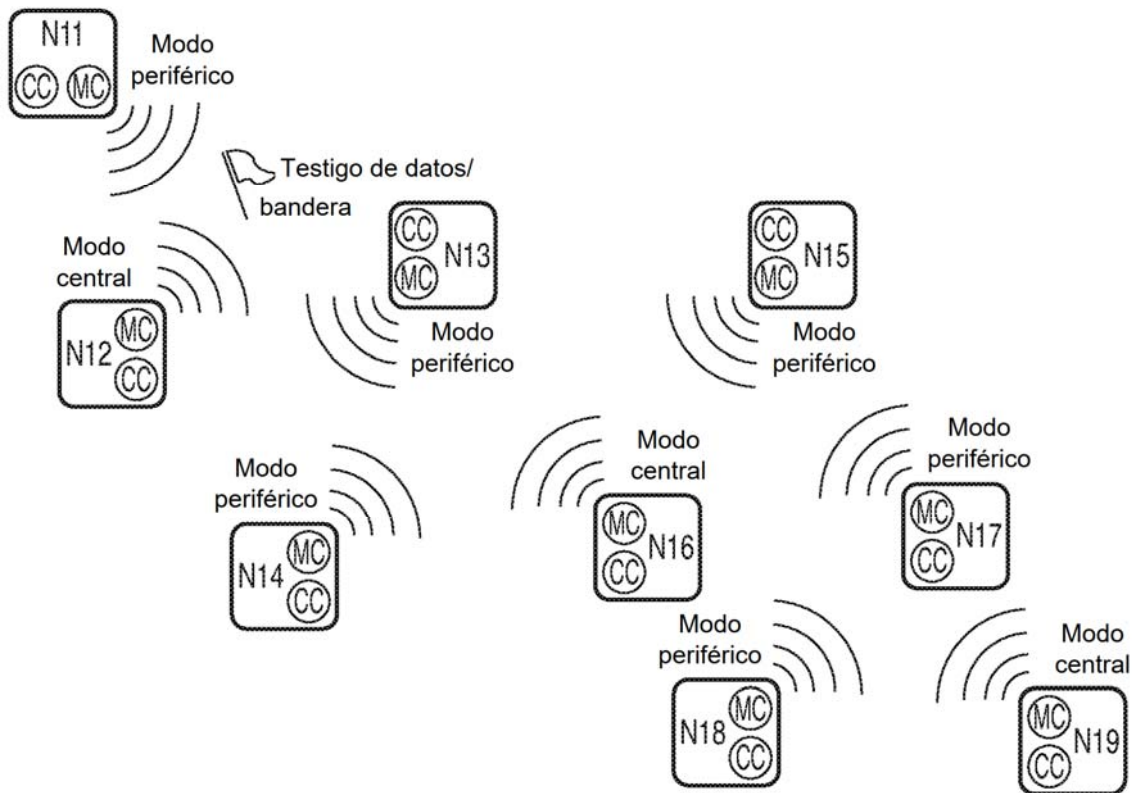 N11
CC MC
Modo
periférico
Testigo de datos/
bandera
Modo
central
N12
MC
CC
CC
MC
N13
Modo
periférico
CC
MC
N15
Modo
periférico
Modo
periférico
N14
MC
CC
Modo
central
MC
CC
N16
Modo
periférico
MC
CC
N17
Modo
periférico
N18
MC
CC
Modo
central
MC
CC
N19